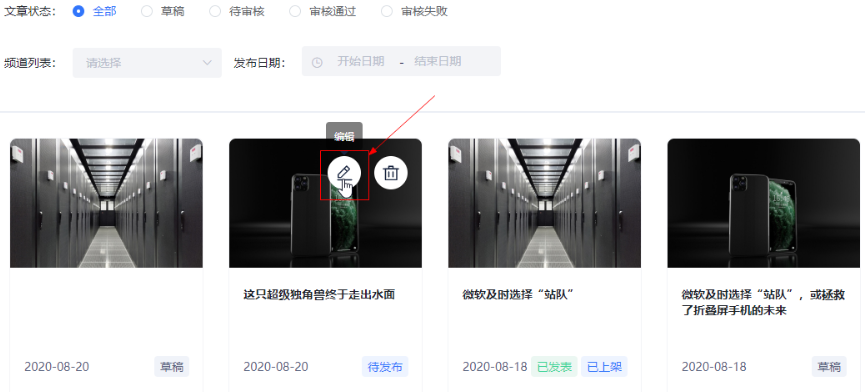 文章状态： 全部 草稿 待审核 审核通过 审核失败
频道列表： 请选择 发布日期： 开始日期 - 结束日期
编辑
这只超级独角兽终于走出水面
微软及时选择“站队”
微软及时选择“站队”，或拯救
了折叠屏手机的未来
2020-08-20 草稿
2020-08-20 待发布
2020-08-18 已发表 已上架
2020-08-18 草稿